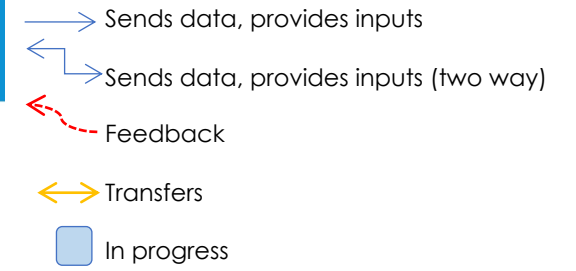 Sends data, provides inputs
Sends data, provides inputs (two way)
Feedback
Transfers
In progress